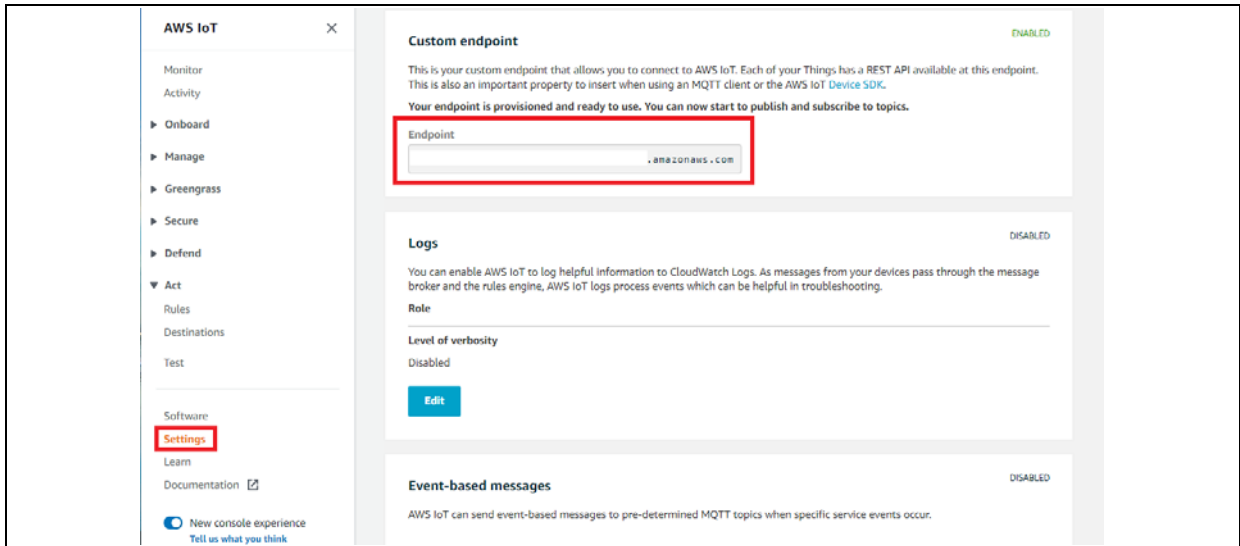 AWS IoT
Monitor
Activity
Onboard
Manage
Greengrass
Secure
Defend
Act
Rules
Destinations
Test
Software
Settings
Learn
Documentation
New console experience
Tell us what you think
Custom endpoint
ENABLED
This is your custom endpoint that allows you to connect to AWS IoT. Each of your Things has a REST API available at this endpoint.
This is also an important property to insert when using an MQTT client or the AWS IoT Device SDK.
Your endpoint is provisioned and ready to use. You can now start to publish and subscribe to topics.
Endpoint
.amazonaws.com
Logs
DISABLED
You can enable AWS IoT to log helpful information to CloudWatch Logs. As messages from your devices pass through the message
broker and the rules engine, AWS IoT logs process events which can be helpful in troubleshooting.
Role
Level of verbosity
Disabled
Edit
Event-based messages
DISABLED
AWS IoT can send event-based messages to pre-determined MQTT topics when specific service events occur.